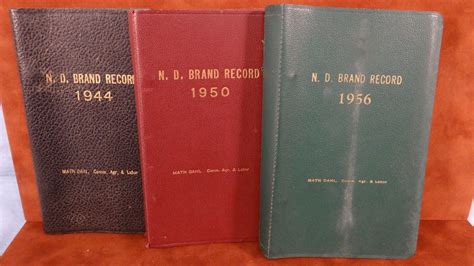 N. D. BRAND RECORD
1944
MATH DAHL, Comm. Agr. & Labor
N. D. BRAND RECORD
1950
MATH DAHL, Comm. Agr. & Labor
N. D. BRAND RECORD
1956
MATH DAHL, Comm. Agr. & Labor